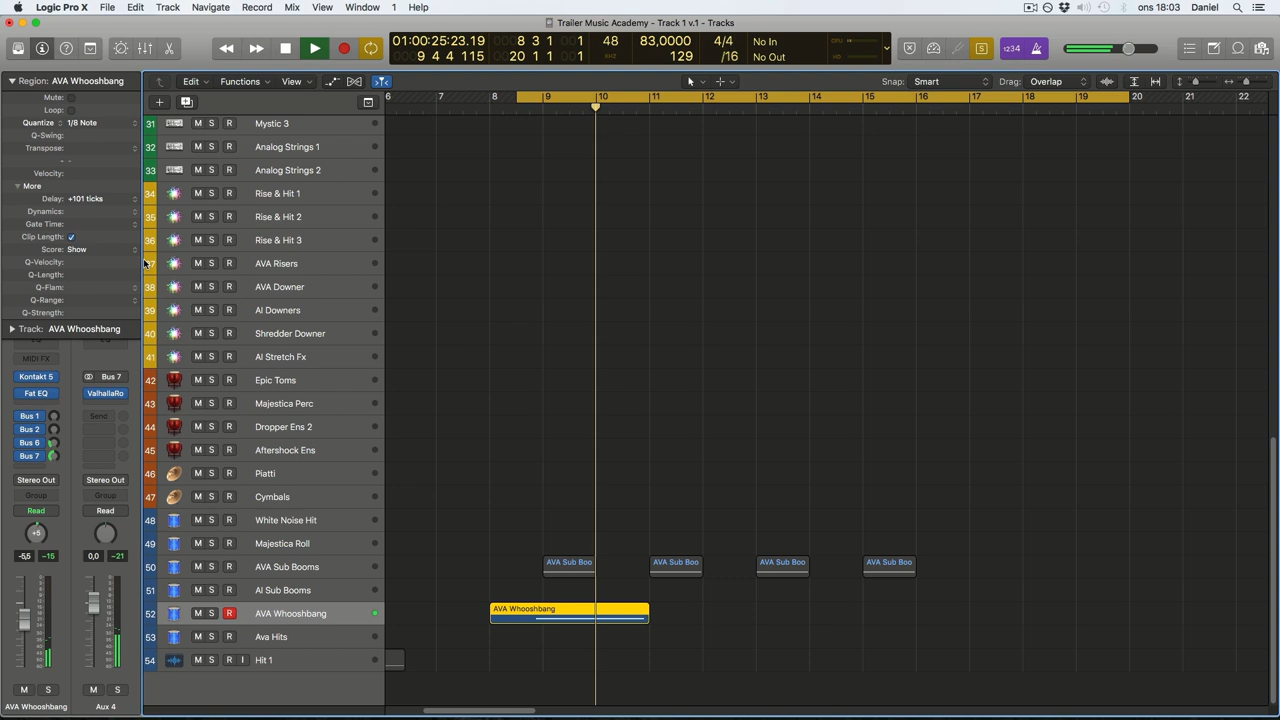 Logic Pro X File Edit Track Navigate Record Mix View Window 1 Help ons 18:03 Daniel
Trailer Music Academy - Track 1 v.1 - Tracks
01:00:25:23.19 8 3 1 1 48 83,0000 4/4 No In
9 4 4 115 20 1 1 1 129 /16 No Out
S 1234
Region: AVA Whooshbang Edit Functions View Snap: Smart Drag: Overlap
Mute:
Loop:
6 7 8 9 10 11 12 13 14 15 16 17 18 19 20 21 22
Quantize 1/8 Note
Q-Swing:
Transpose:
Velocity:
More
Delay: +101 ticks
Dynamics:
Gate Time:
Clip Length:
Score: Show
Q-Velocity:
Q-Length:
Q-Flam:
Q-Range:
Q-Strength:
Track: AVA Whooshbang
31 M S R Mystic 3
32 M S R Analog Strings 1
33 M S R Analog Strings 2
34 M S R Rise & Hit 1
35 M S R Rise & Hit 2
36 M S R Rise & Hit 3
M S R AVA Risers
38 M S R AVA Downer
39 M S R AI Downers
40 M S R Shredder Downer
41 M S R AI Stretch Fx
42 M S R Epic Toms
43 M S R Majestica Perc
44 M S R Dropper Ens 2
45 M S R Aftershock Ens
46 M S R Piatti
47 M S R Cymbals
48 M S R White Noise Hit
49 M S R Majestica Roll
50 M S R AVA Sub Booms AVA Sub Boo AVA Sub Boo AVA Sub Boo AVA Sub Boo
51 M S R AI Sub Booms
52 M S R AVA Whooshbang AVA Whooshbang
53 M S R Ava Hits
54 M S R I Hit 1
MIDI FX
Kontakt 5 Bus 7
Fat EQ ValhallaRo
Bus 1 Send
Bus 2
Bus 6
Bus 7
Stereo Out Stereo Out
Group Group
Read Read
+5
-5,5 -15 0,0 -21
M S M S
AVA Whooshbang Aux 4